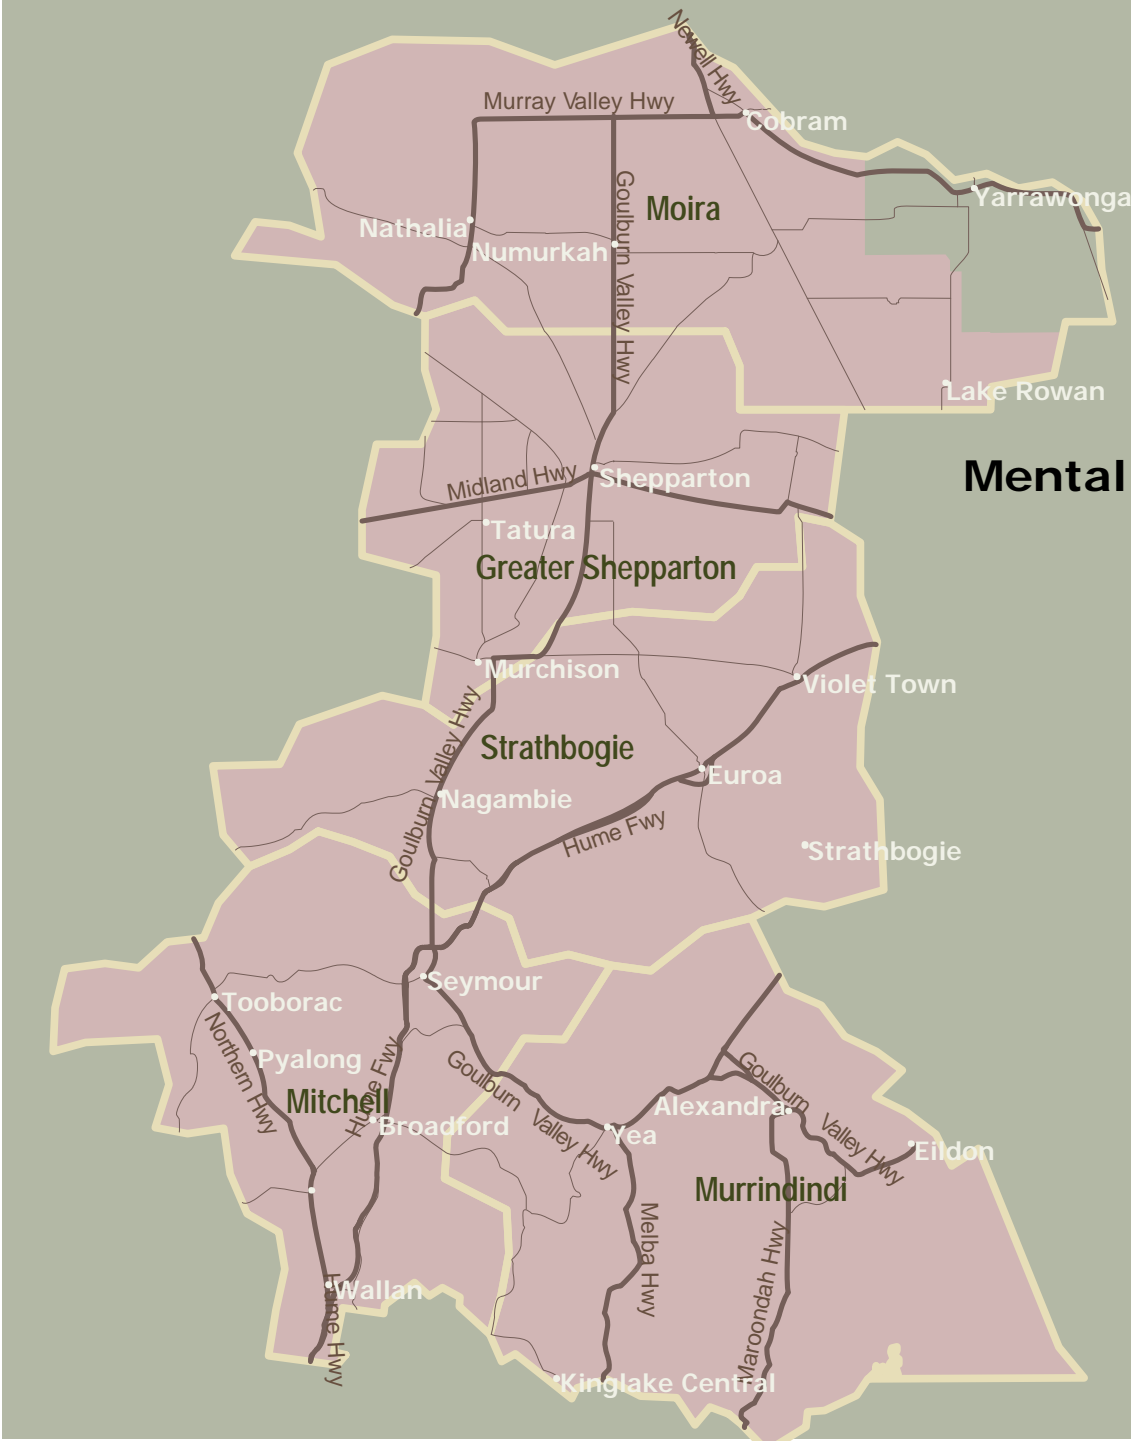 Newell Hwy
Murray Valley Hwy
Cobram
Goulburn Valley Hwy
Moira
Yarrawonga
Nathalia
Numurkah
Lake Rowan
Mental
Midland Hwy
Shepparton
Tatura
Greater Shepparton
Murchison
Violet Town
Goulburn Valley Hwy
Strathbogie
Euroa
Nagambie
Hume Fwy
Strathbogie
Seymour
Tooborac
Northern Hwy
Pyalong
Hume Fwy
Mitchell
Broadford
Goulburn Valley Hwy
Alexandra
Goulburn Valley Hwy
Yea
Eildon
Murrindindi
Melba Hwy
Maroondah Hwy
Wallan
Hume Hwy
Kinglake Central